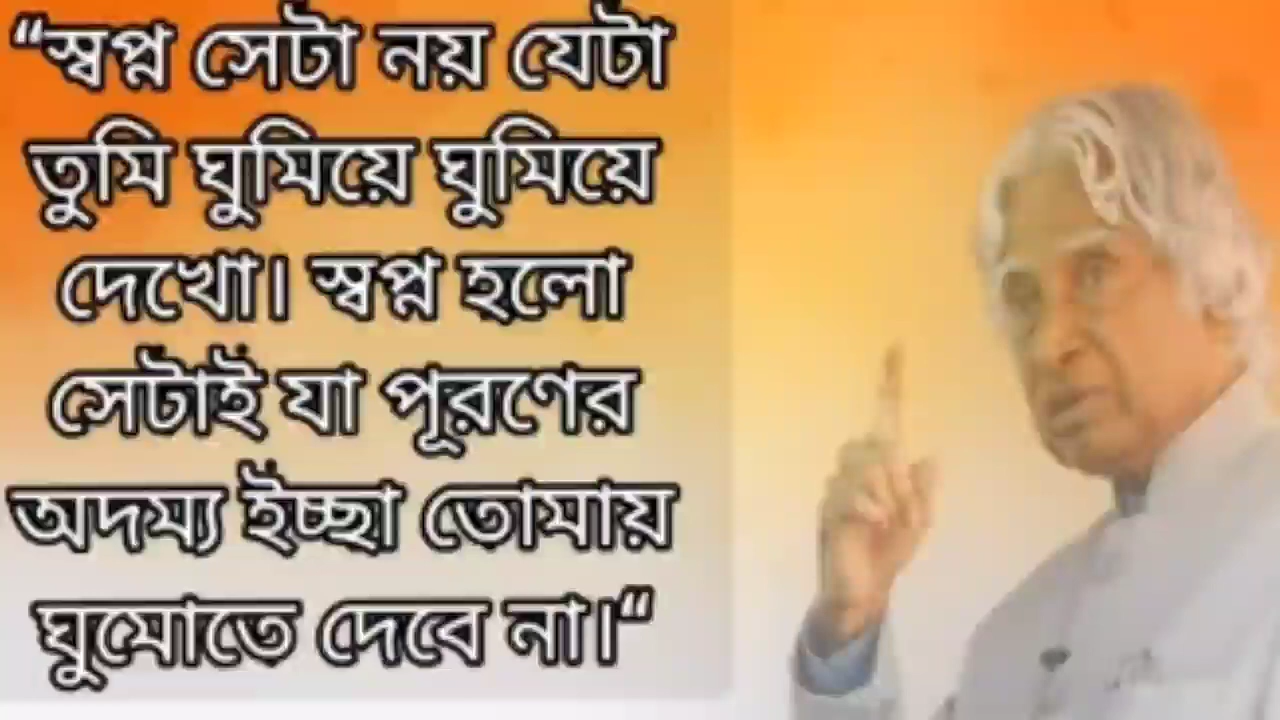 “স্বপ্ন সেটা নয় যেটা
তুমি ঘুমিয়ে ঘুমিয়ে
দেখো। স্বপ্ন হলো
সেটাই যা পূরণের
অদম্য ইচ্ছা তোমায়
ঘুমোতে দেবে না।“